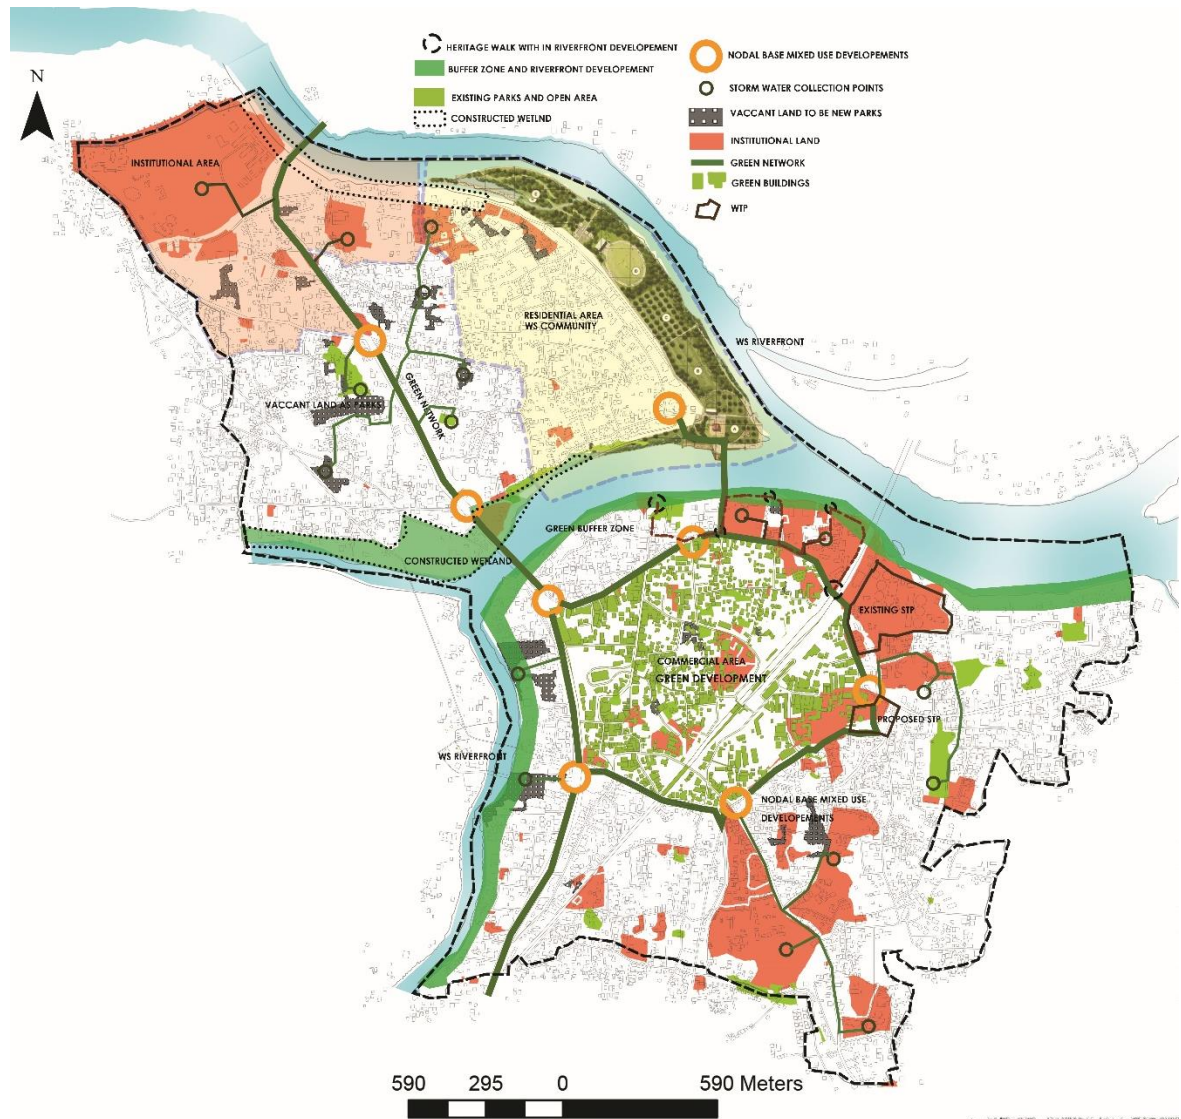 HERITAGE WALK WITH IN RIVERFRONT DEVELOPEMENT
BUFFER ZONE AND RIVERFRONT DEVELOPEMENT
EXISTING PARKS AND OPEN AREA
CONSTRUCTED WETLND
NODAL BASE MIXED USE DEVELOPEMENTS
STORM WATER COLLECTION POINTS
VACCANT LAND TO BE NEW PARKS
INSTITUTIONAL LAND
GREEN NETWORK
GREEN BUILDINGS
WTP
N
INSTITUTIONAL AREA
RESIDENTIAL AREA
WS COMMUNITY
WS RIVERFRONT
GREEN NETWORK
VACCANT LAND AS PARKS
GREEN BUFFER ZONE
CONSTRUCTED WETLAND
EXISTING STP
COMMERCIAL AREA
GREEN DEVELOPMENT
PROPOSED STP
WS RIVERFRONT
NODAL BASE MIXED USE
DEVELOPEMENTS
590 295 0 590 Meters